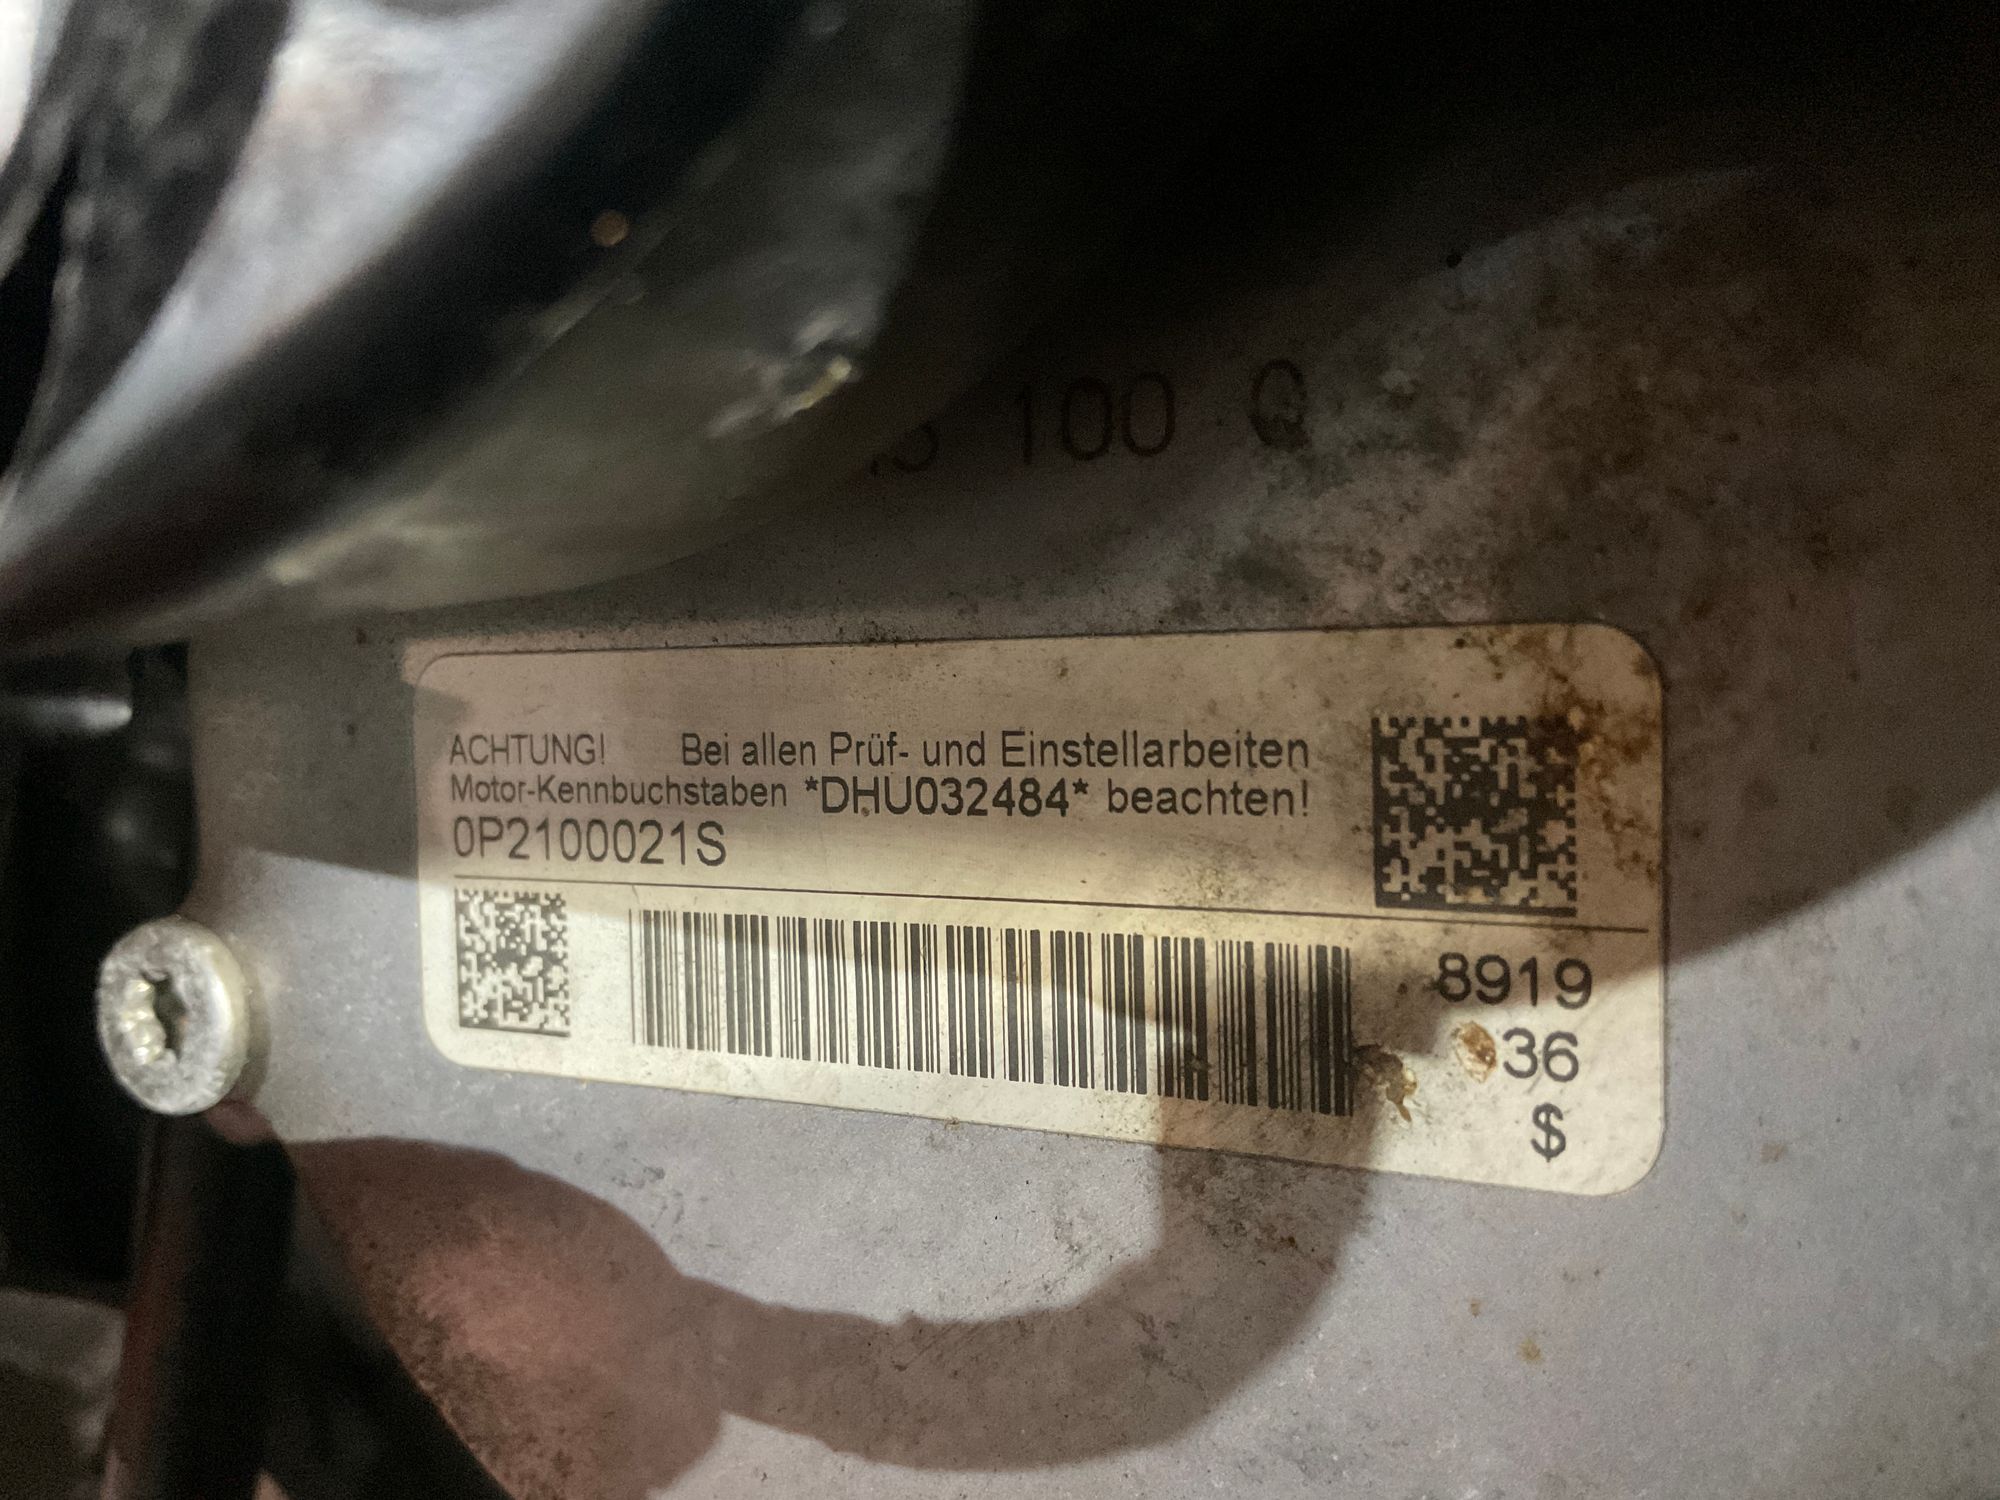 100 Q
ACHTUNG! Bei allen Prüf- und Einstellarbeiten
Motor-Kennbuchstaben *DHU032484* beachten!
0P2100021S
8919
36
$